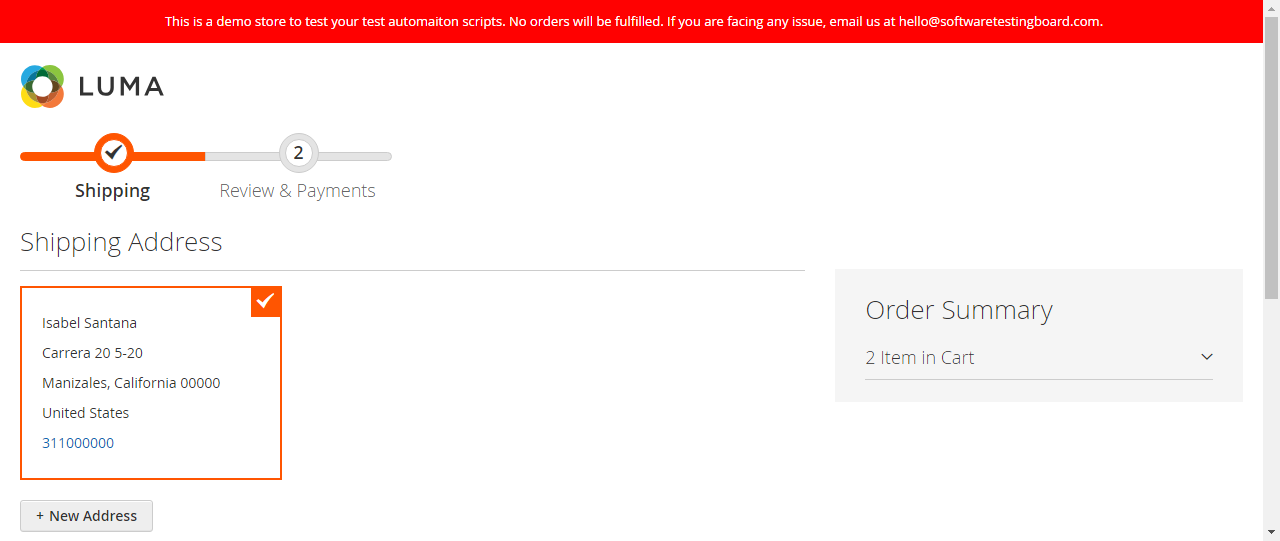 This is a demo store to test your test automaiton scripts. No orders will be fulfilled. If you are facing any issue, email us at hello@softwaretestingboard.com.
LUMA
2
Shipping
Review & Payments
Shipping Address
Isabel Santana
Carrera 20 5-20
Manizales, California 00000
United States
311000000
+ New Address
Order Summary
2 Item in Cart